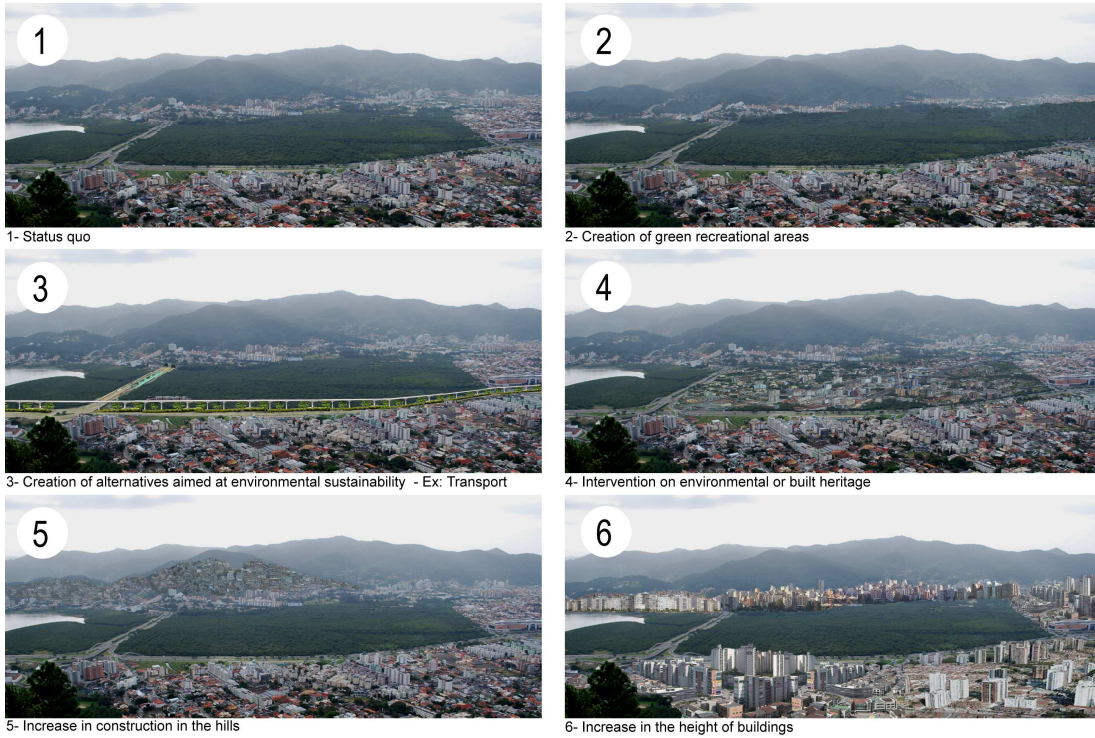 1
2
1- Status quo
2- Creation of green recreational areas
3
4
3- Creation of alternatives aimed at environmental sustainability - Ex: Transport
4- Intervention on environmental or built heritage
5
6
5- Increase in construction in the hills
6- Increase in the height of buildings